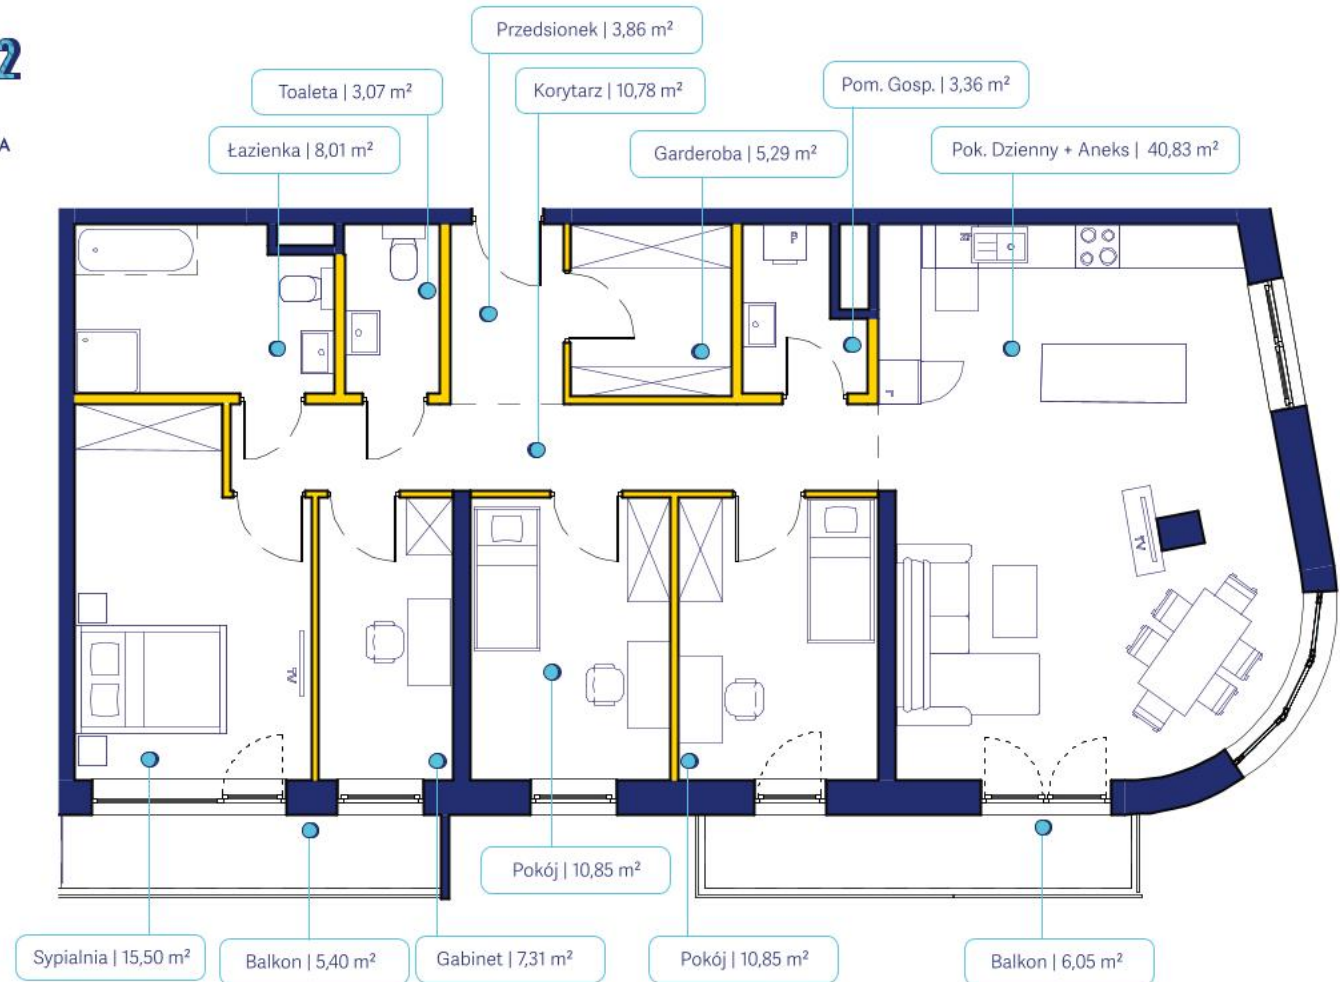 2
A
Przedsionek | 3,86 m²
Toaleta | 3,07 m²
Korytarz | 10,78 m²
Pom. Gosp. | 3,36 m²
Łazienka | 8,01 m²
Garderoba | 5,29 m²
Pok. Dzienny + Aneks | 40,83 m²
TV
TV
Pokój | 10,85 m²
Sypialnia | 15,50 m²
Balkon | 5,40 m²
Gabinet | 7,31 m²
Pokój | 10,85 m²
Balkon | 6,05 m²